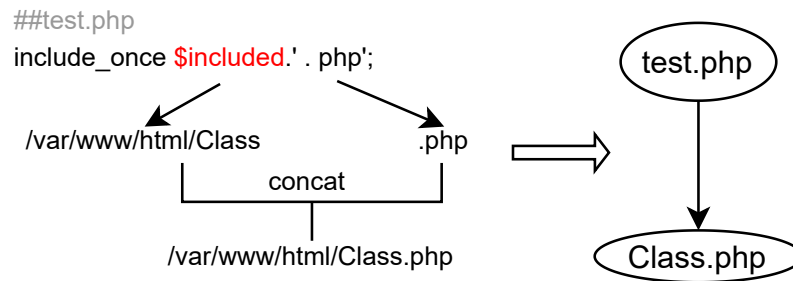 ##test.php
include_once $included.' . php';
test.php
/var/www/html/Class
.php
concat
/var/www/html/Class.php
Class.php